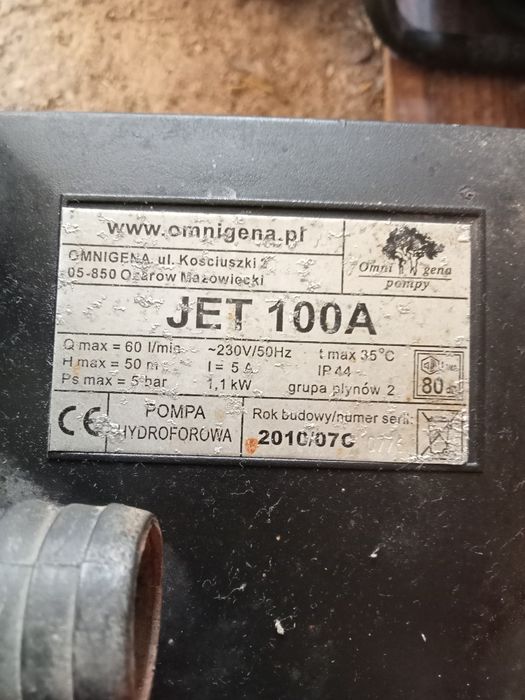 www.omnigena.pl
OMNIGENA ul. Kościuszki 2
05-850 Ożarów Mazowiecki
Omni gena
pompy
JET 100A
Q max = 60 l/min ~230V/50Hz t max 35°C
H max = 50 m I = 5 A IP 44
Ps max = 5 bar 1,1 kW grupa płynów 2
80
CE POMPA
HYDROFOROWA
Rok budowy/numer serii:
2010/07